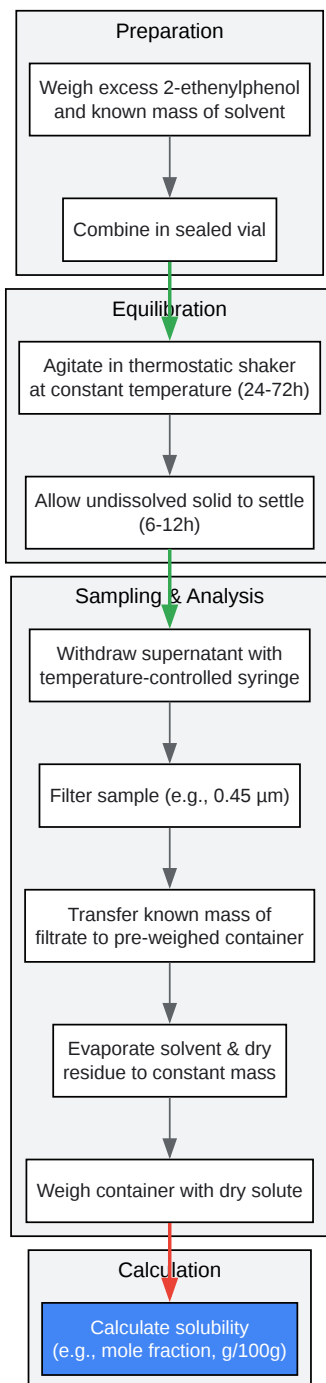 Preparation
Weigh excess 2-ethenylphenol
and known mass of solvent
Combine in sealed vial
Equilibration
Agitate in thermostatic shaker
at constant temperature (24-72h)
Allow undissolved solid to settle
(6-12h)
Sampling & Analysis
Withdraw supernatant with
temperature-controlled syringe
Filter sample (e.g., 0.45 µm)
Transfer known mass of
filtrate to pre-weighed container
Evaporate solvent & dry
residue to constant mass
Weigh container with dry solute
Calculation
Calculate solubility
(e.g., mole fraction, g/100g)